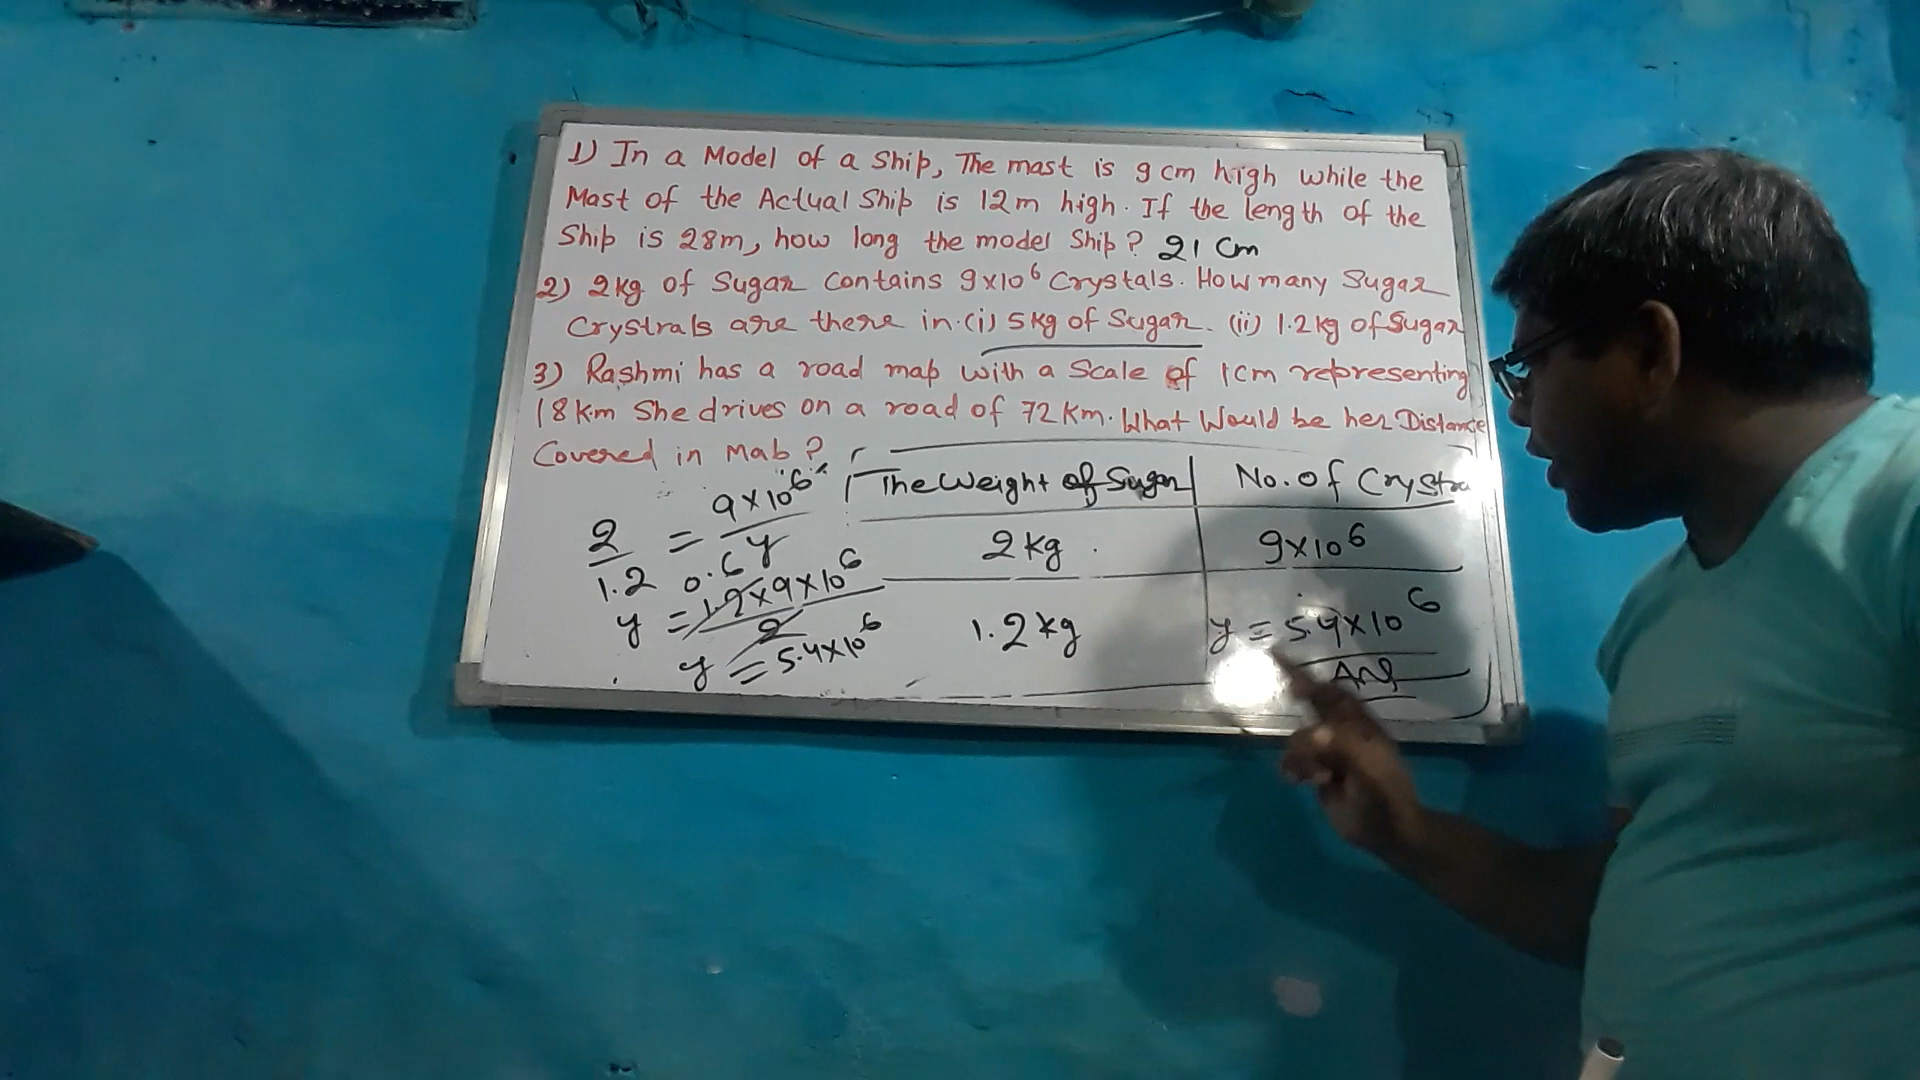 1) In a Model of a Ship, The mast is 9 cm high while the
Mast of the Actual Ship is 12m high. If the length of the
Ship is 28m, how long the model Ship? 21 Cm
2) 2kg of Sugar Contains 9x10⁶ Crystals. How many Sugar
Crystrals are there in (i) 5kg of Sugar. (ii) 1.2kg of Sugar
3) Rashmi has a road map with a Scale of 1cm representing
18km She drives on a road of 72km. What Would be her Distance
Covered in Mab?
The Weight of Sugar No. of Crystra
2/1.2 = 9x10⁶/y
2kg 9x10⁶
0.6
y = 1.2x9x10⁶/2
1.2kg y = 5.4x10⁶
y = 5.4x10⁶
Ans